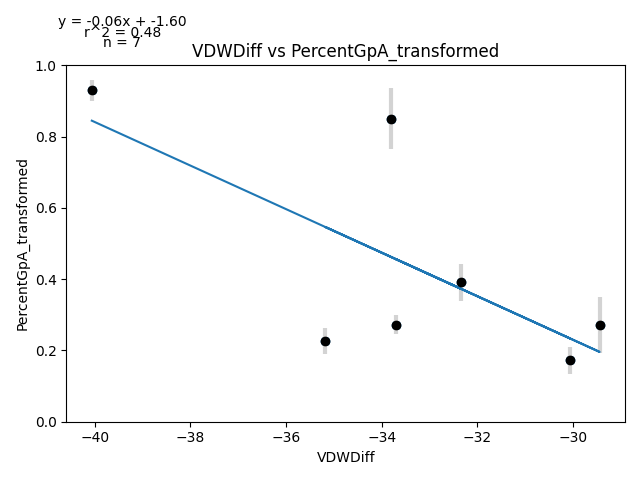 y = -0.06x + -1.60
r^2 = 0.48
n = 7
VDWDiff vs PercentGpA_transformed
1.0
0.8
0.6
0.4
0.2
0.0
PercentGpA_transformed
−40
−38
−36
−34
−32
−30
VDWDiff